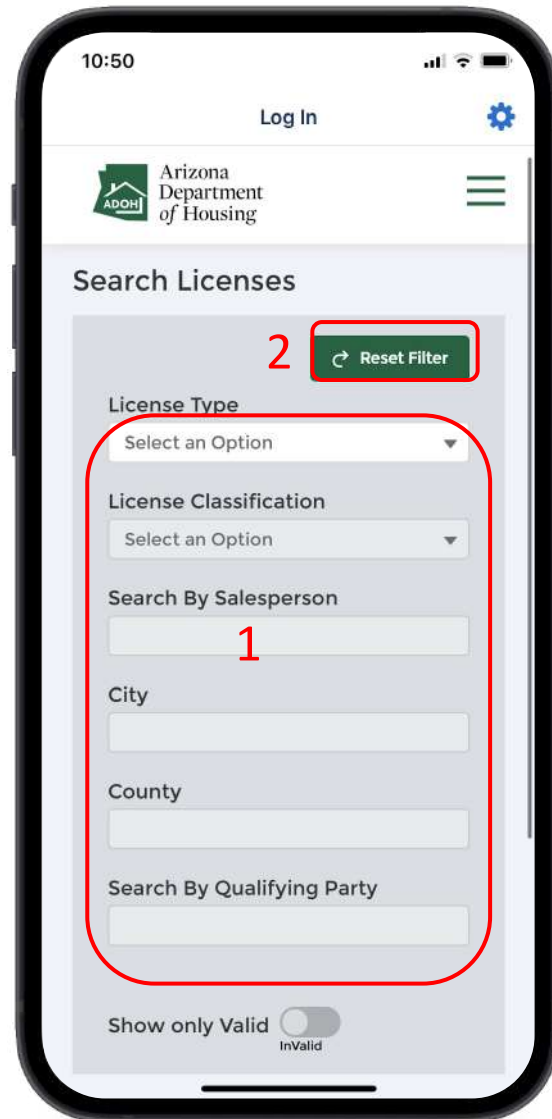 10:50
Log In
ADOH
Arizona
Department
of Housing
Search Licenses
2
Reset Filter
License Type
Select an Option
License Classification
Select an Option
Search By Salesperson
1
City
County
Search By Qualifying Party
Show only Valid
InValid